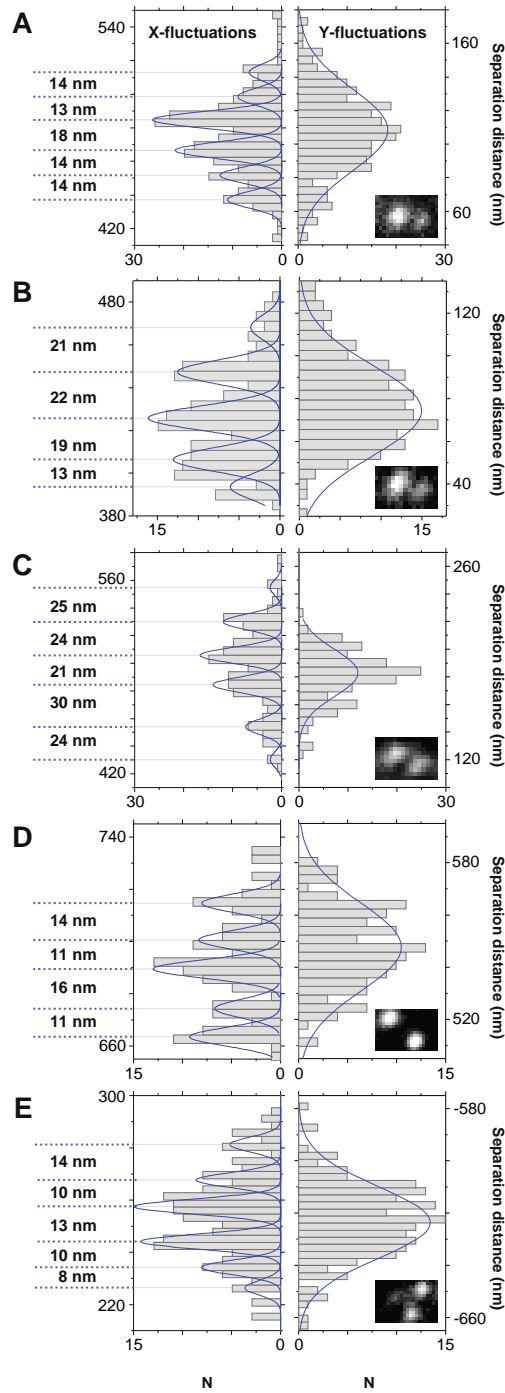 A
X-fluctuations
Y-fluctuations
540
160
14 nm
13 nm
18 nm
14 nm
14 nm
420
60
30
0
0
30
Separation distance (nm)
B
480
120
21 nm
22 nm
19 nm
13 nm
380
40
15
0
0
15
Separation distance (nm)
C
560
260
25 nm
24 nm
21 nm
30 nm
24 nm
420
120
30
0
0
30
Separation distance (nm)
D
740
580
14 nm
11 nm
16 nm
11 nm
660
520
15
0
0
15
Separation distance (nm)
E
300
-580
14 nm
10 nm
13 nm
10 nm
8 nm
220
-660
15
0
0
15
Separation distance (nm)
N
N